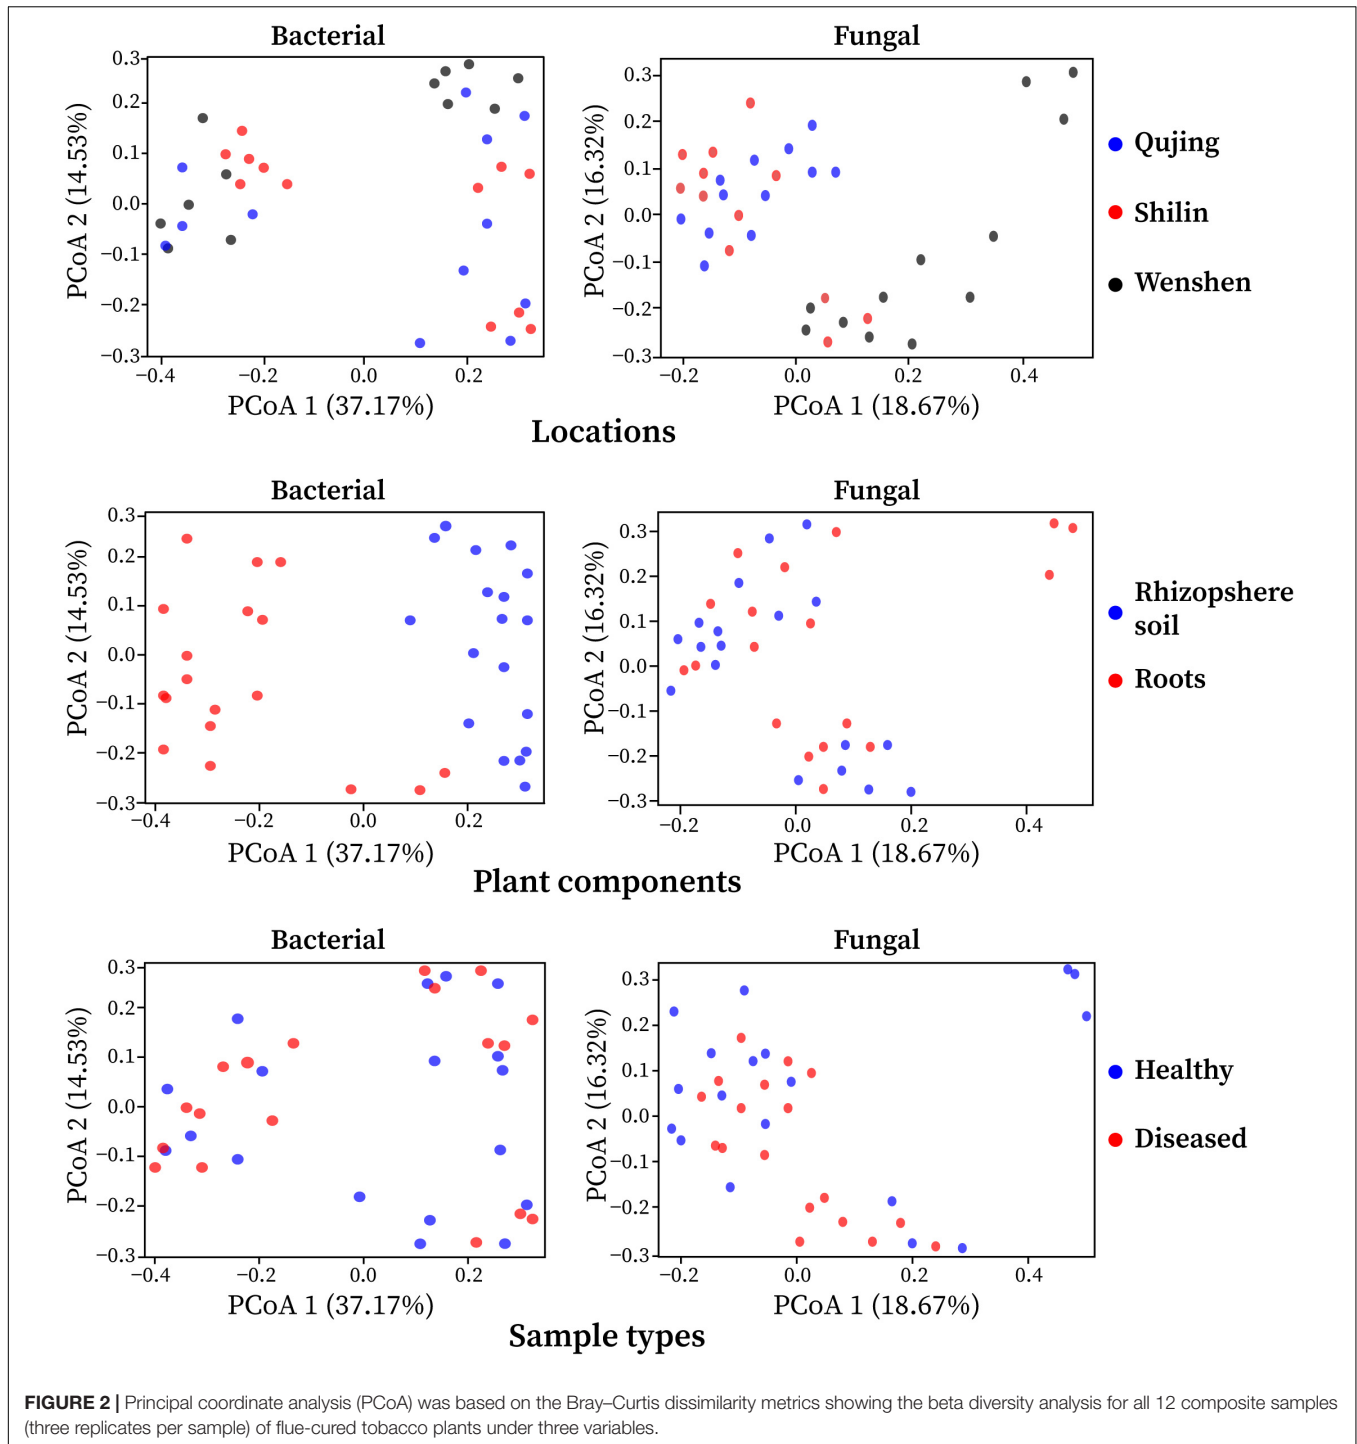 Bacterial
Fungal
PCoA 2 (14.53%)
0.3
0.2
0.1
0.0
−0.1
−0.2
−0.3
−0.4
−0.2
0.0
0.2
PCoA 1 (37.17%)
PCoA 2 (16.32%)
0.3
0.2
0.1
0.0
−0.1
−0.2
−0.3
−0.2
0.0
0.2
0.4
PCoA 1 (18.67%)
Qujing
Shilin
Wenshen
Locations
Bacterial
Fungal
PCoA 2 (14.53%)
0.3
0.2
0.1
0.0
−0.1
−0.2
−0.3
−0.4
−0.2
0.0
0.2
PCoA 1 (37.17%)
PCoA 2 (16.32%)
0.3
0.2
0.1
0.0
−0.1
−0.2
−0.3
−0.2
0.0
0.2
0.4
PCoA 1 (18.67%)
Rhizopshere
soil
Roots
Plant components
Bacterial
Fungal
PCoA 2 (14.53%)
0.3
0.2
0.1
0.0
−0.1
−0.2
−0.3
−0.4
−0.2
0.0
0.2
PCoA 1 (37.17%)
PCoA 2 (16.32%)
0.3
0.2
0.1
0.0
−0.1
−0.2
−0.3
−0.2
0.0
0.2
0.4
PCoA 1 (18.67%)
Healthy
Diseased
Sample types
FIGURE 2 | Principal coordinate analysis (PCoA) was based on the Bray–Curtis dissimilarity metrics showing the beta diversity analysis for all 12 composite samples
(three replicates per sample) of flue-cured tobacco plants under three variables.